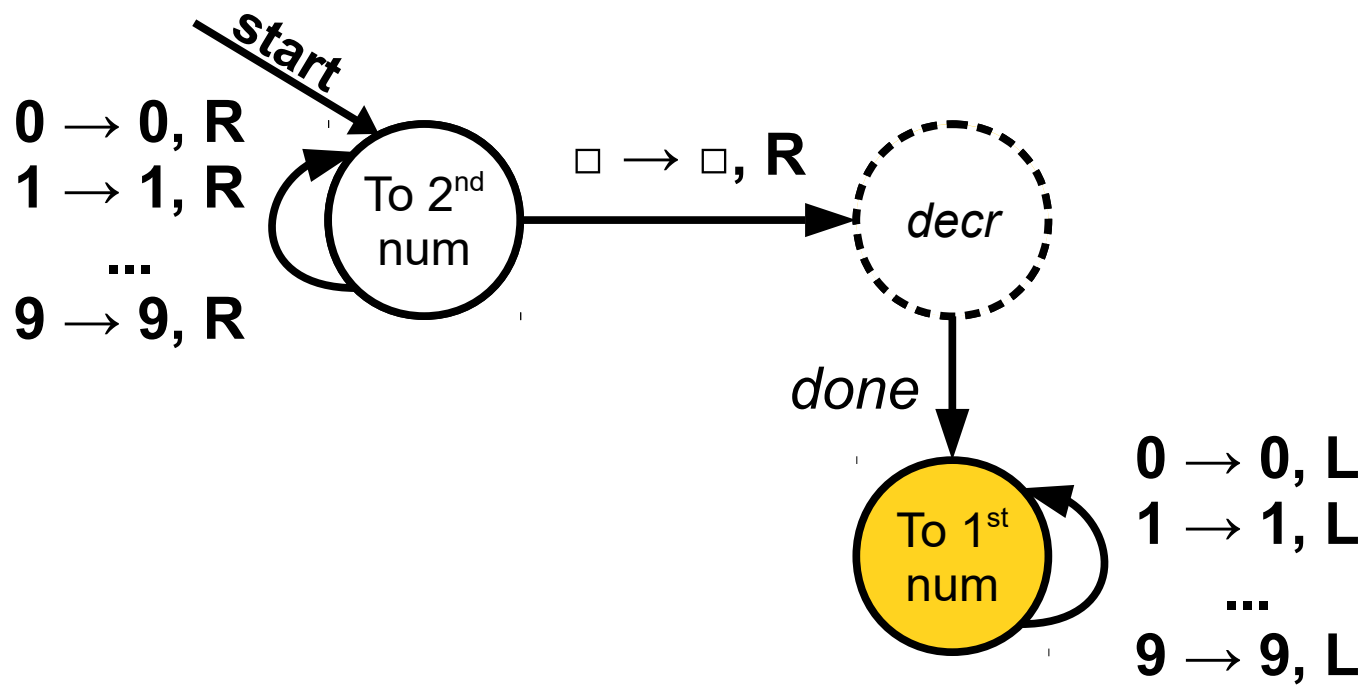 start
0 → 0, R
1 → 1, R
...
9 → 9, R
To 2nd
num
□ → □, R
decr
done
To 1st
num
0 → 0, L
1 → 1, L
...
9 → 9, L